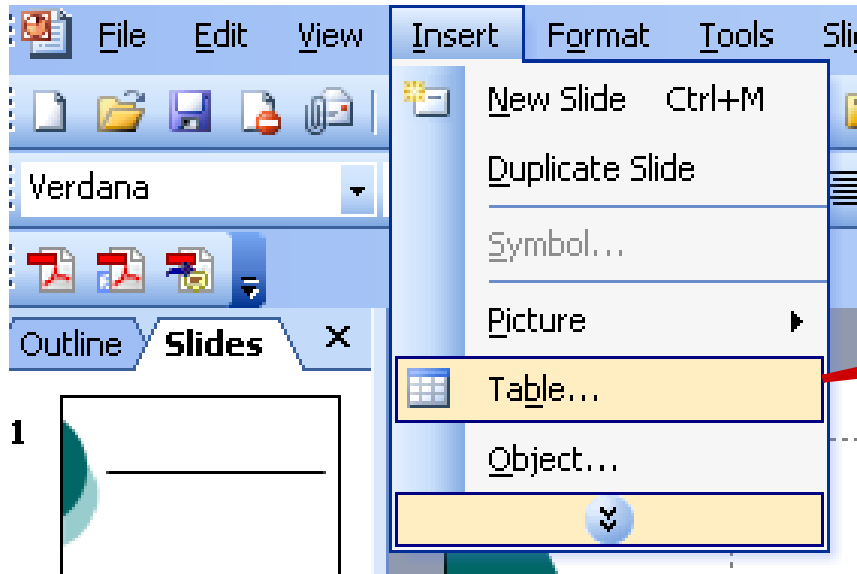 File Edit View Insert Format Tools
New Slide Ctrl+M
Duplicate Slide
Verdana
Symbol...
Picture
Outline Slides
Table...
1
Object...